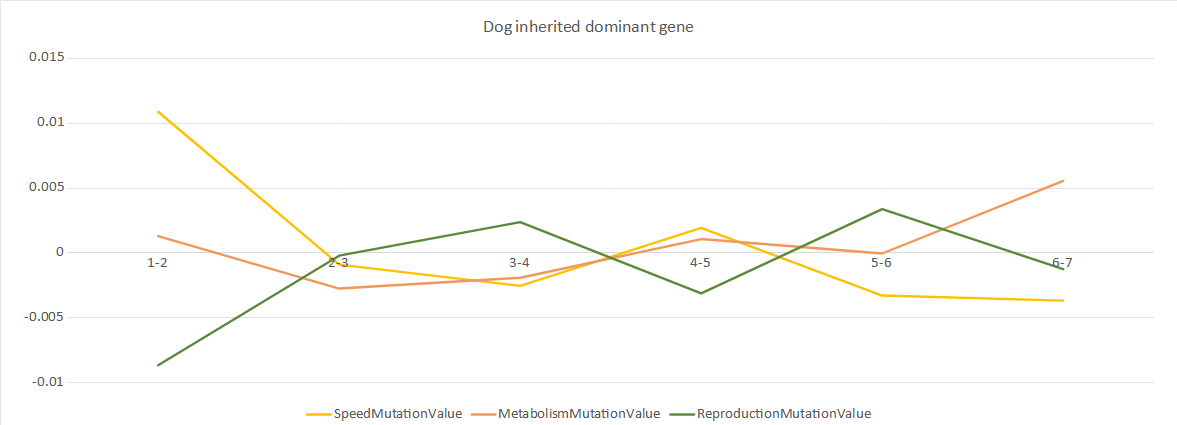 Dog inherited dominant gene
0.015
0.01
0.005
0
-0.005
-0.01
1-2 2-3 3-4 4-5 5-6 6-7
SpeedMutationValue MetabolismMutationValue ReproductionMutationValue